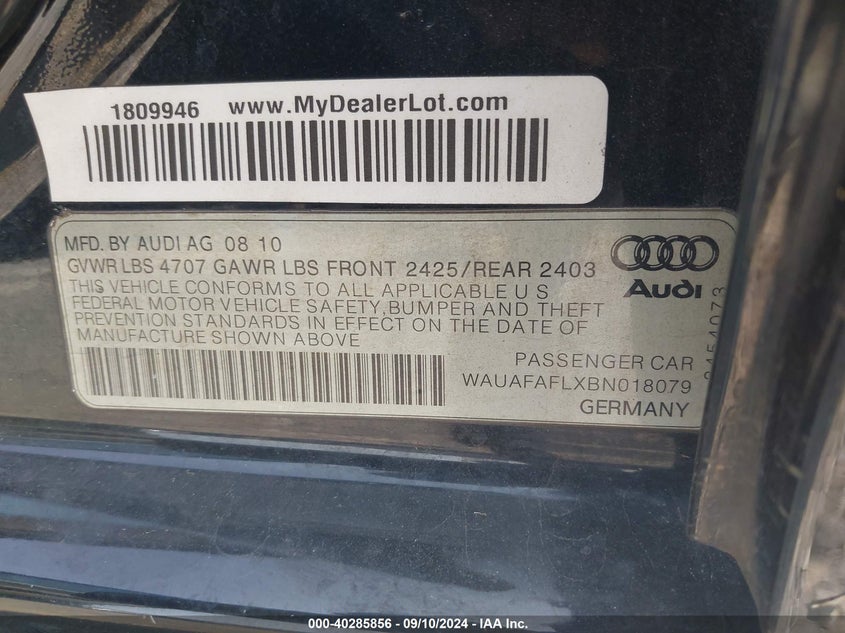 1809946 www.MyDealerLot.com
MFD. BY AUDI AG 08 10
GVWR LBS 4707 GAWR LBS FRONT 2425/REAR 2403
THIS VEHICLE CONFORMS TO ALL APPLICABLE U S
FEDERAL MOTOR VEHICLE SAFETY, BUMPER AND THEFT
PREVENTION STANDARDS IN EFFECT ON THE DATE OF
MANUFACTURE SHOWN ABOVE
Audi
PASSENGER CAR
WAUAFAFLXBN018079
GERMANY
000-40285856 - 09/10/2024 - IAA Inc.